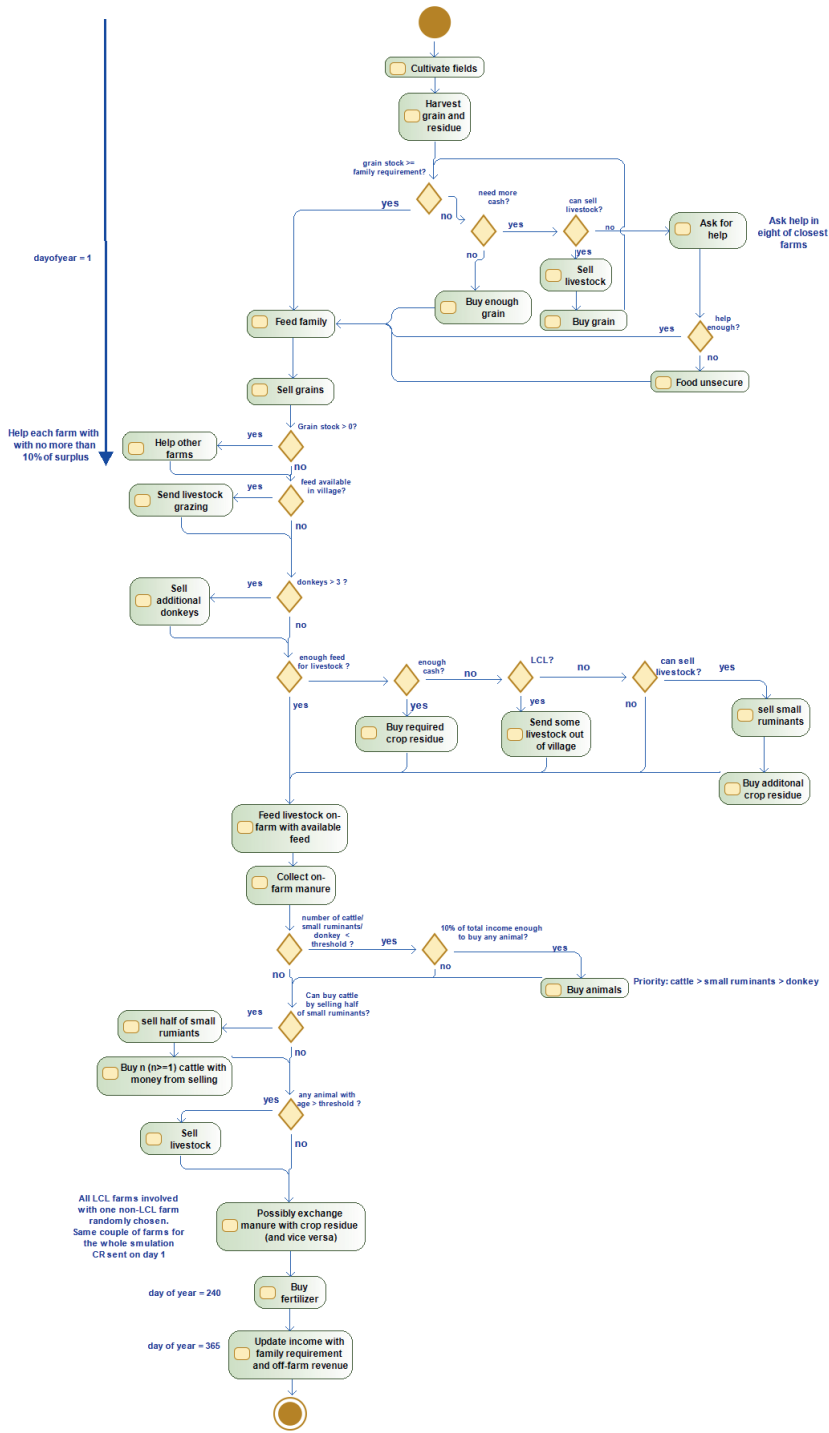 Cultivate fields
Harvest
grain and
residue
grain stock >=
family requirement?
yes
no
need more
cash?
yes
no
can sell
livestock?
no
yes
Ask for
help
Ask help in
eight of closest
farms
dayofyear = 1
Sell
livestock
Buy enough
grain
Buy grain
Feed family
yes
help
enough?
no
Food unsecure
Sell grains
Grain stock > 0?
Help each farm with
with no more than
10% of surplus
Help other
farms
yes
no
feed available
in village?
Send livestock
grazing
yes
no
donkeys > 3 ?
Sell
additional
donkeys
yes
no
enough feed
for livestock ?
yes
enough
cash?
no
yes
LCL?
no
yes
can sell
livestock?
yes
no
Buy required
crop residue
Send some
livestock out
of village
sell small
ruminants
Buy additonal
crop residue
Feed livestock on-
farm with available
feed
Collect on-
farm manure
number of cattle/
small ruminants/
donkey <
threshold ?
yes
no
10% of total income enough
to buy any animal?
yes
no
Buy animals
Priority: cattle > small ruminants > donkey
Can buy cattle
by selling half
of small ruminants?
yes
no
sell half of small
rumiants
Buy n (n>=1) cattle with
money from selling
any animal with
age > threshold ?
yes
no
Sell
livestock
All LCL farms involved
with one non-LCL farm
randomly chosen.
Same couple of farms for
the whole smulation
CR sent on day 1
Possibly exchange
manure with crop residue
(and vice versa)
day of year = 240
Buy
fertilizer
day of year = 365
Update income with
family requirement
and off-farm revenue